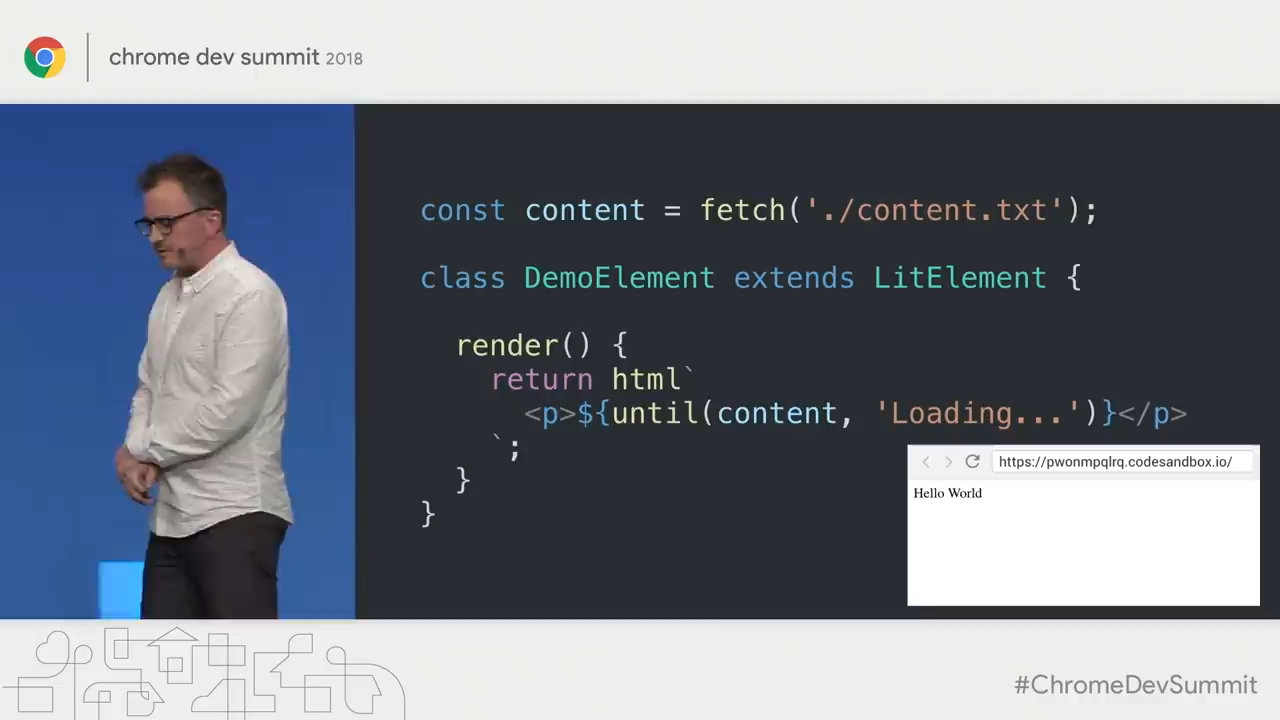 chrome dev summit 2018
const content = fetch('./content.txt');
class DemoElement extends LitElement {
render() {
return html`
<p>${until(content, 'Loading...')}</p>
`;
}
}
https://pwonmpqlrq.codesandbox.io/
Hello World
#ChromeDevSummit